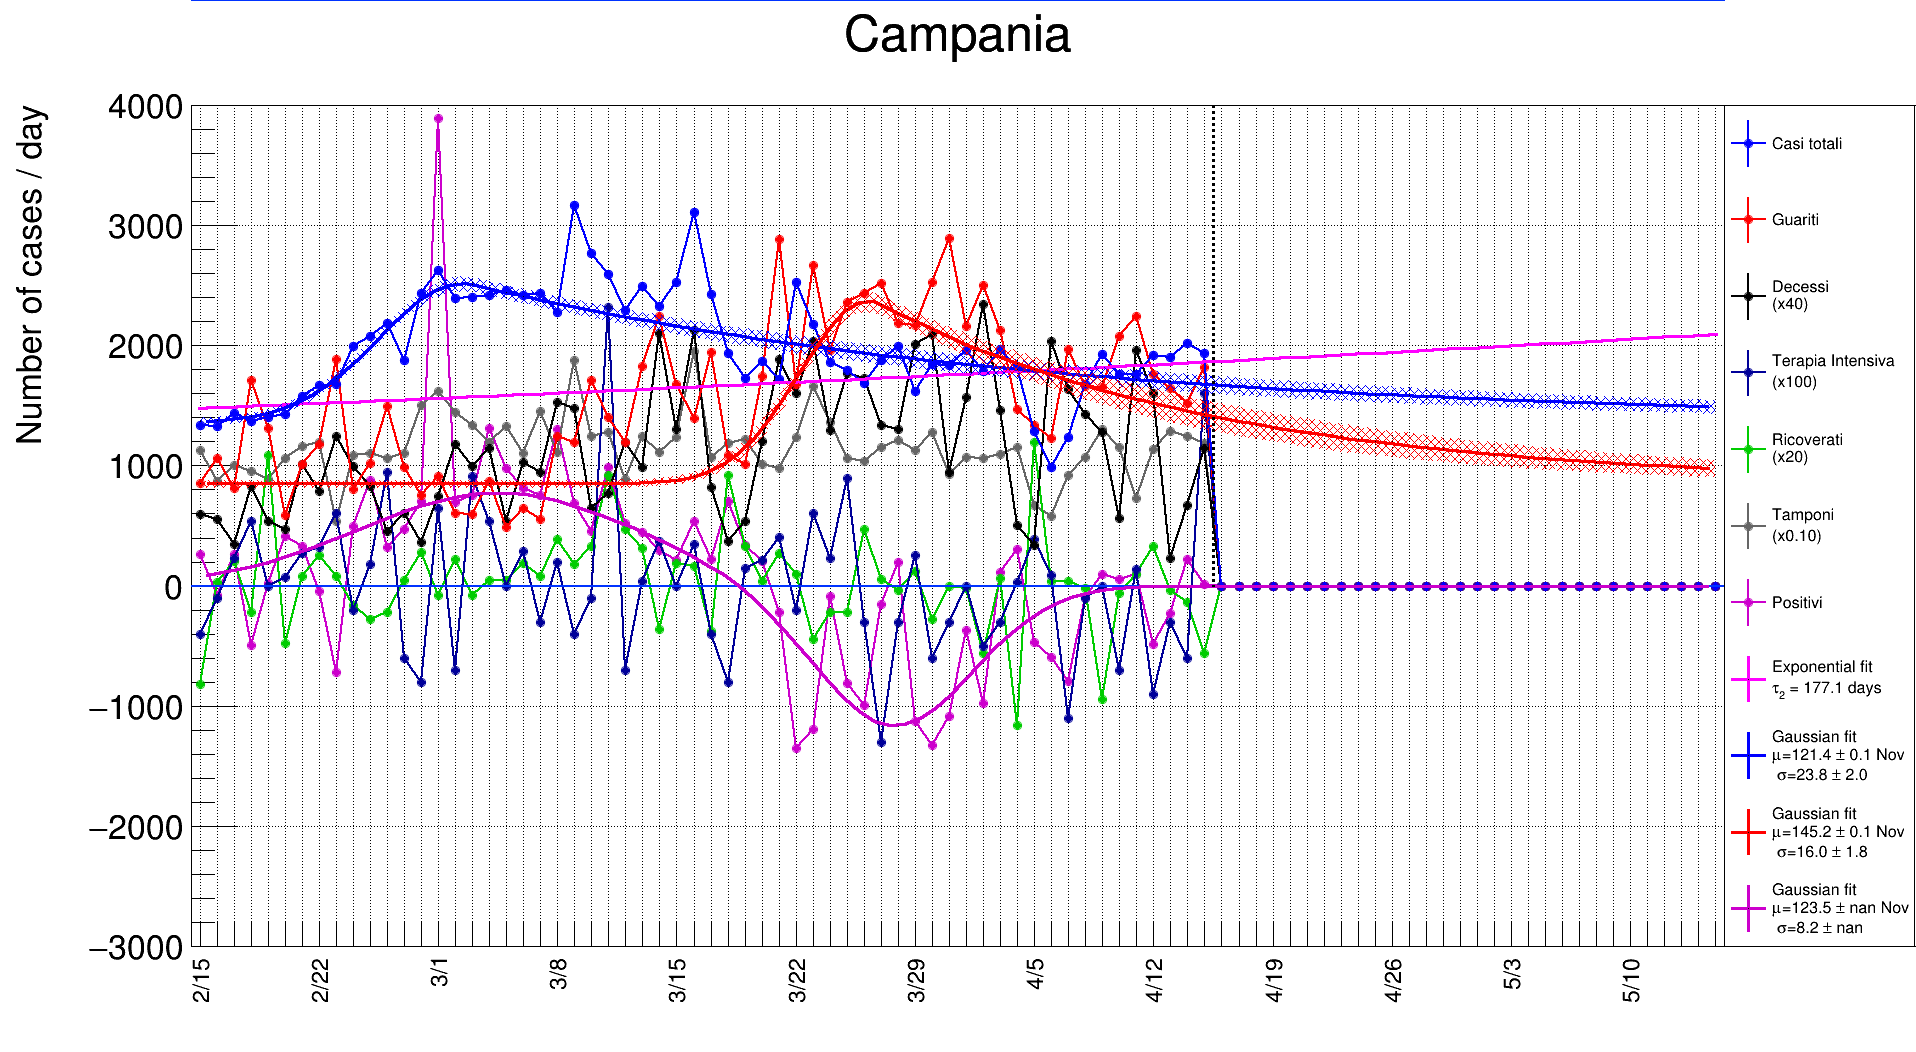 Campania
Number of cases / day
4000
3000
2000
1000
0
−1000
−2000
−3000
2/15
2/22
3/1
3/8
3/15
3/22
3/29
4/5
4/12
4/19
4/26
5/3
5/10
Casi totali
Guariti
Decessi
(x40)
Terapia Intensiva
(x100)
Ricoverati
(x20)
Tamponi
(x0.10)
Positivi
Exponential fit
τ2 = 177.1 days
Gaussian fit
μ=121.4 ± 0.1 Nov
σ=23.8 ± 2.0
Gaussian fit
μ=145.2 ± 0.1 Nov
σ=16.0 ± 1.8
Gaussian fit
μ=123.5 ± nan Nov
σ=8.2 ± nan